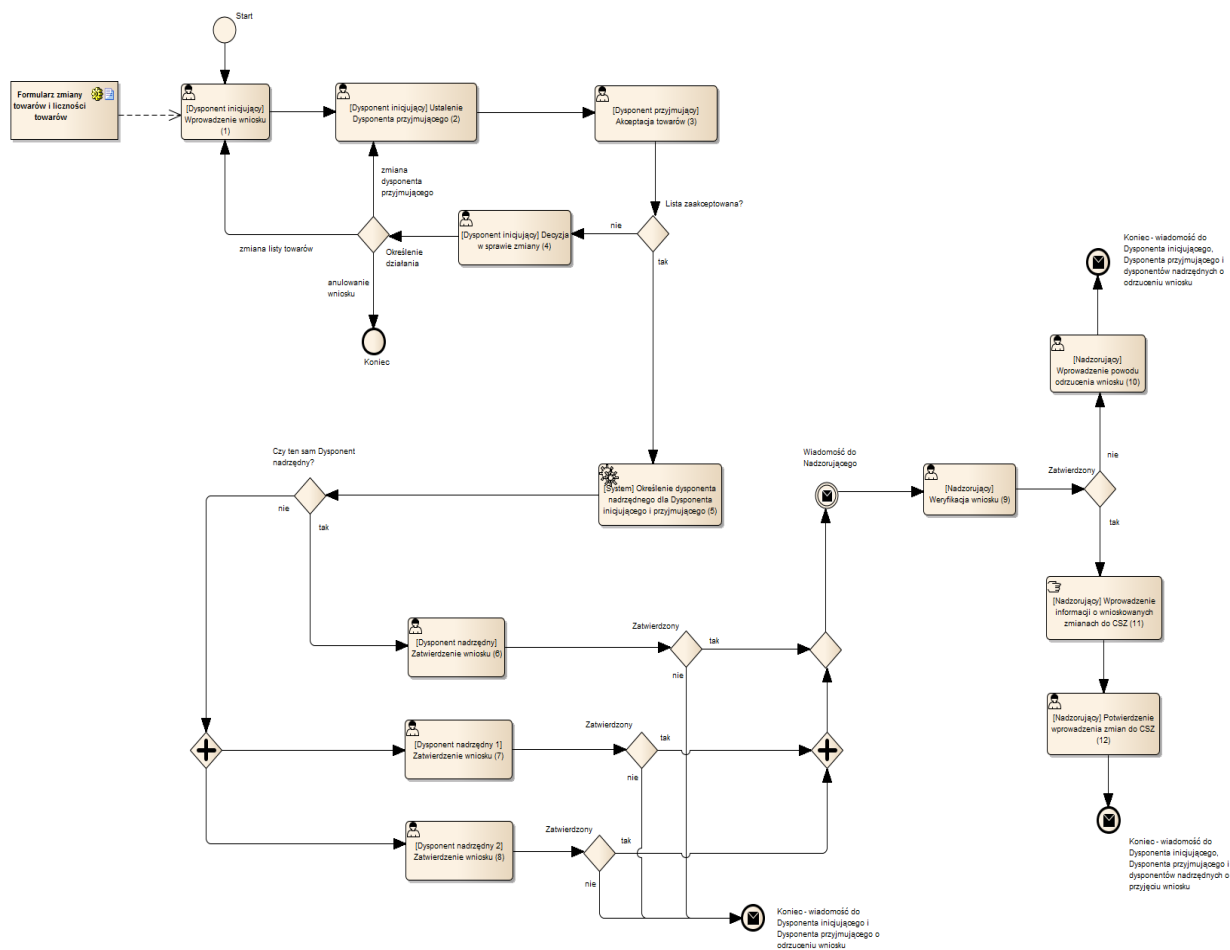 Start
Formularz zmiany
towarów i liczności
towarów
[Dysponent inicjujący]
Wprowadzenie wniosku
(1)
[Dysponent inicjujący] Ustalenie
Dysponenta przyjmującego (2)
[Dysponent przyjmujący]
Akceptacja towarów (3)
zmiana
dysponenta
przyjmującego
Lista zaakceptowana?
nie
tak
[Dysponent inicjujący] Decyzja
w sprawie zmiany (4)
Określenie
działania
zmiana listy towarów
anulowanie
wniosku
Koniec
Koniec - wiadomość do
Dysponenta inicjującego,
Dysponenta przyjmującego i
dysponentów nadrzędnych o
odrzuceniu wniosku
[Nadzorujący]
Wprowadzenie powodu
odrzucenia wniosku (10)
nie
Zatwierdzony
tak
Czy ten sam Dysponent
nadrzędny?
nie
tak
[System] Określenie dysponenta
nadrzędnego dla Dysponenta
inicjującego i przyjmującego (5)
Wiadomość do
Nadzorującego
[Nadzorujący]
Weryfikacja wniosku (9)
[Nadzorujący] Wprowadzenie
informacji o wnioskowanych
zmianach do CSZ (11)
[Dysponent nadrzędny]
Zatwierdzenie wniosku (6)
Zatwierdzony
tak
nie
[Nadzorujący] Potwierdzenie
wprowadzenia zmian do CSZ
(12)
[Dysponent nadrzędny 1]
Zatwierdzenie wniosku (7)
Zatwierdzony
tak
nie
[Dysponent nadrzędny 2]
Zatwierdzenie wniosku (8)
Zatwierdzony
tak
nie
Koniec - wiadomość do
Dysponenta inicjującego,
Dysponenta przyjmującego i
dysponentów nadrzędnych o
przyjęciu wniosku
Koniec - wiadomość do
Dysponenta inicjującego i
Dysponenta przyjmującego o
odrzuceniu wniosku